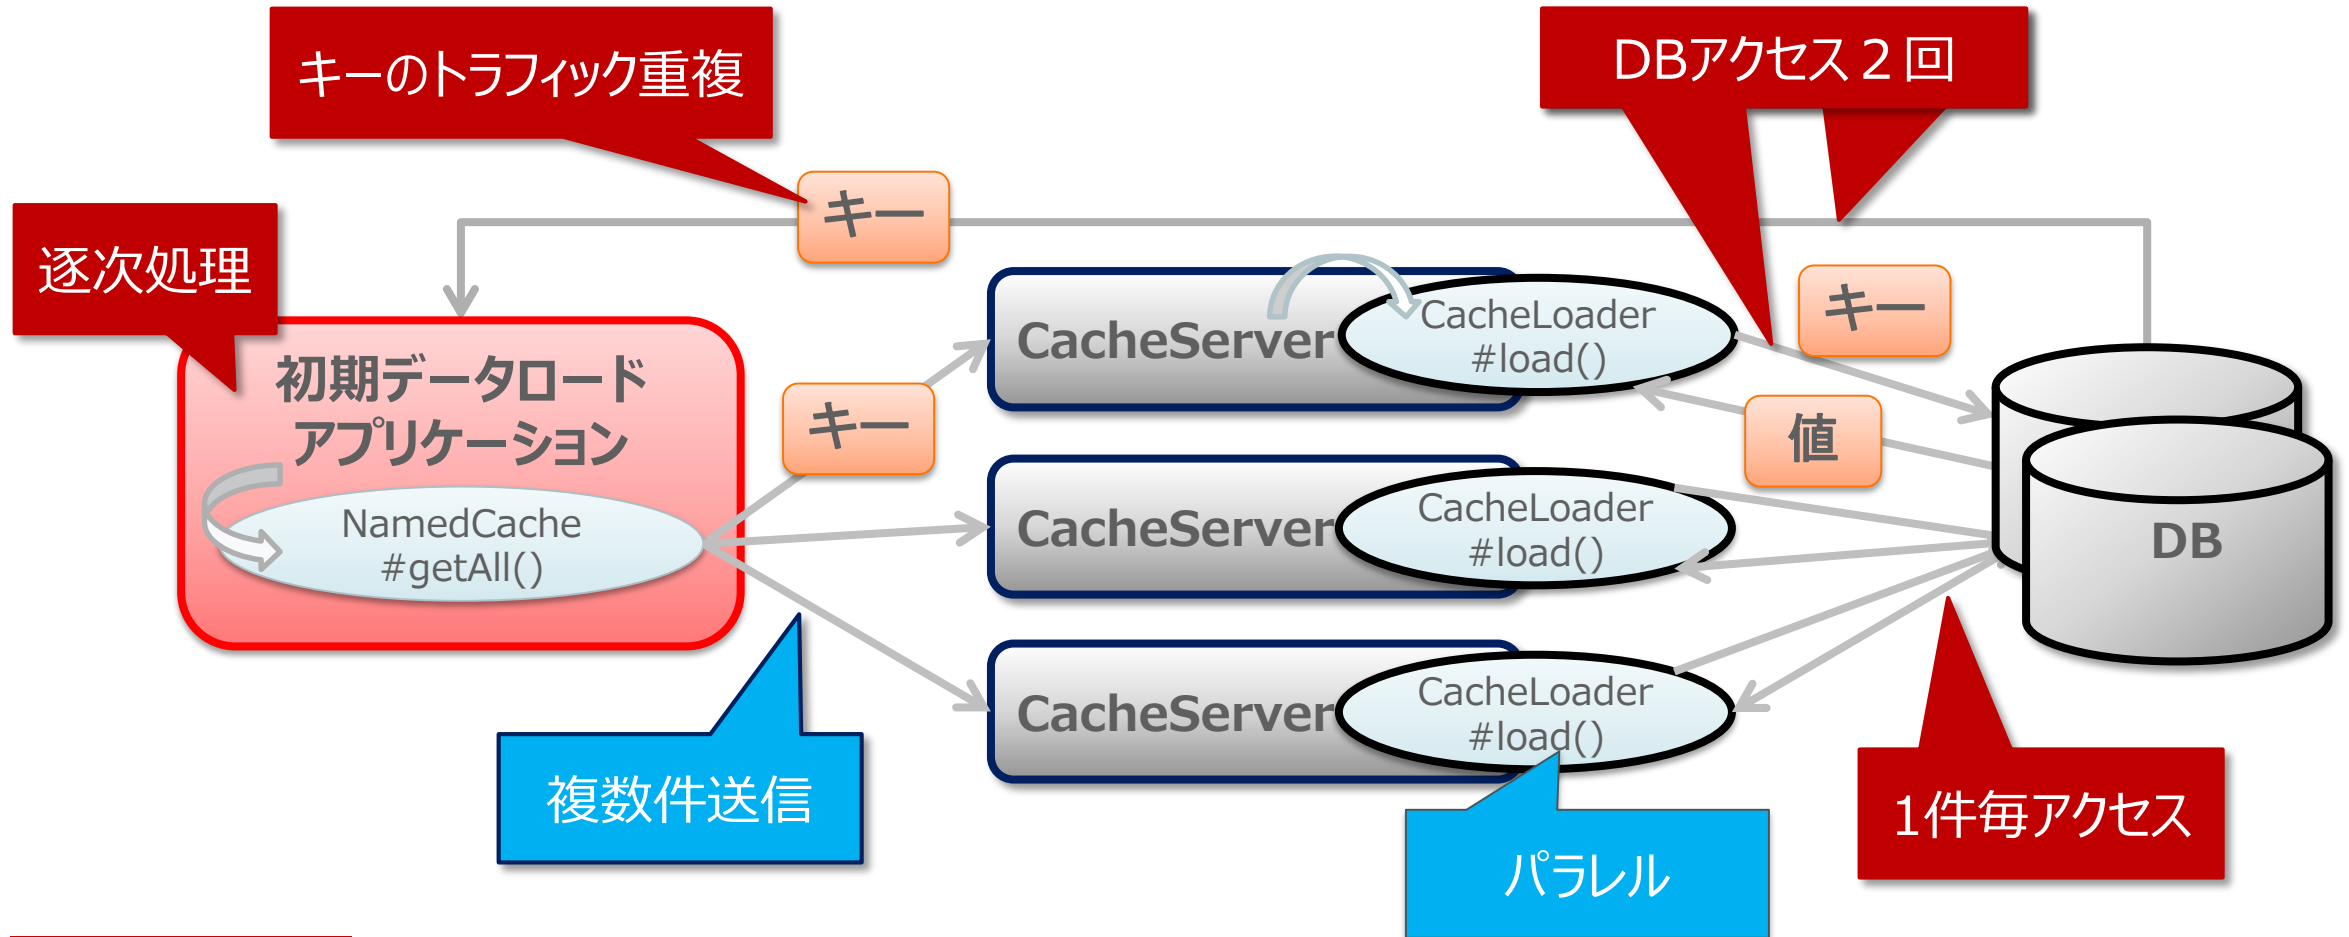 キーのトラフィック重複
DBアクセス２回
キー
逐次処理
キー
CacheServer
CacheLoader
#load()
初期データロード
アプリケーション
キー
値
NamedCache
#getAll()
CacheServer
CacheLoader
#load()
DB
CacheServer
CacheLoader
#load()
複数件送信
1件毎アクセス
パラレル